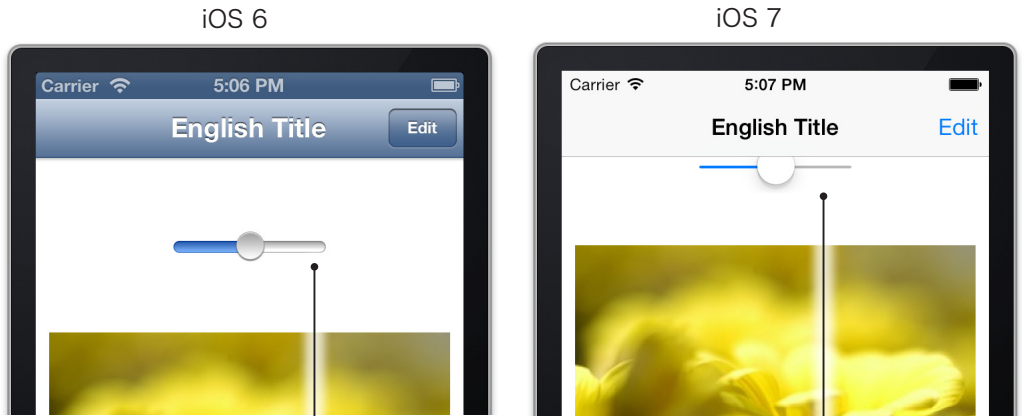 iOS 6
Carrier 5:06 PM
English Title Edit
iOS 7
Carrier 5:07 PM
English Title Edit